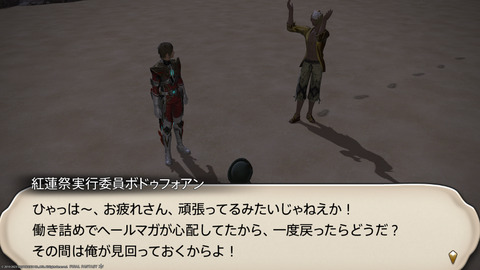 紅蓮祭実行委員ボドゥフォアン
ひゃっは～、お疲れさん、頑張ってるみたいじゃねえか！
働き詰めでヘールマガが心配してたから、一度戻ったらどうだ？
その間は俺が見回っておくからよ！